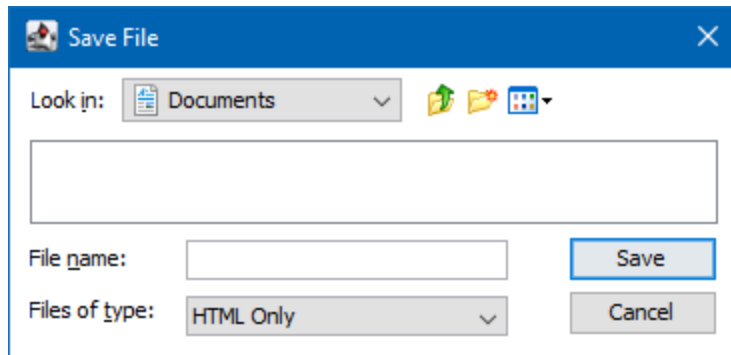 Save File
Look in: Documents
File name: Save
Files of type: HTML Only Cancel